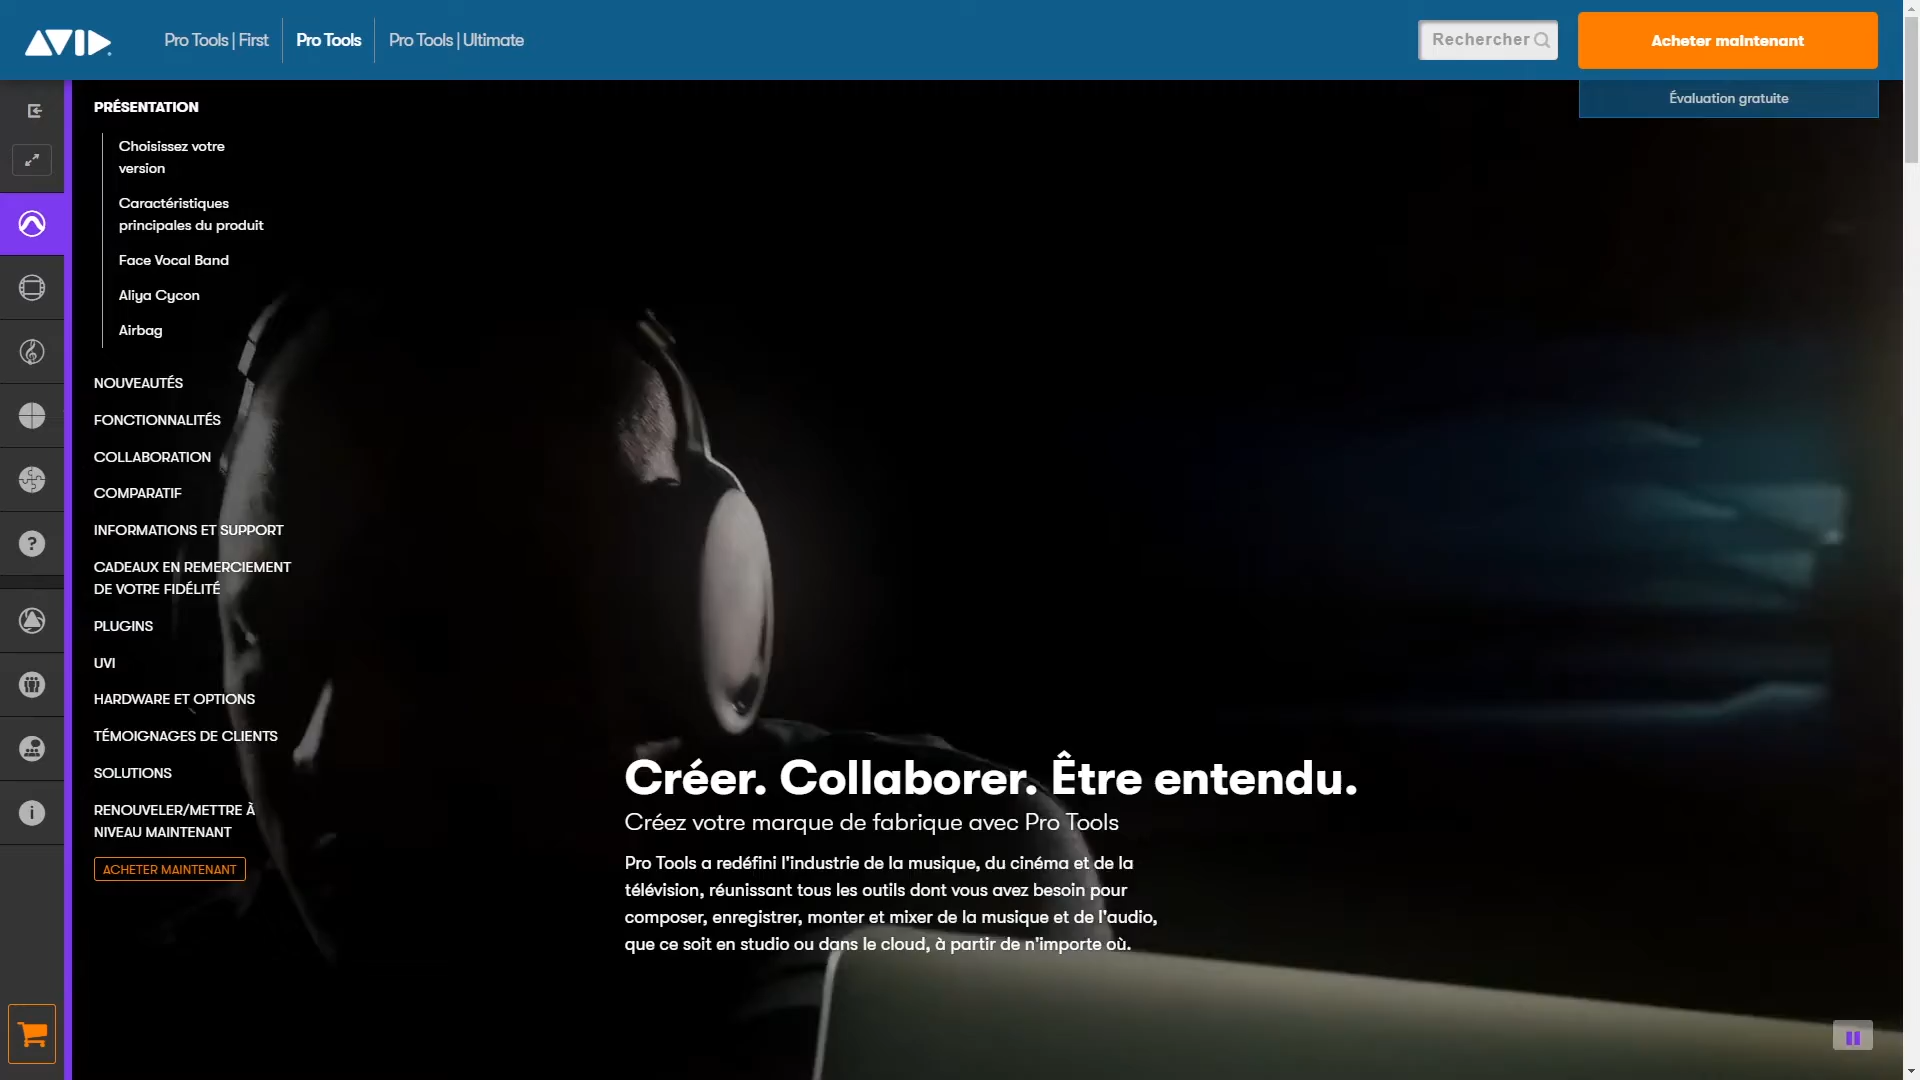 AVID
Pro Tools | First
Pro Tools
Pro Tools | Ultimate
Rechercher
Acheter maintenant
Évaluation gratuite
PRÉSENTATION
Choisissez votre
version
Caractéristiques
principales du produit
Face Vocal Band
Aliya Cycon
Airbag
NOUVEAUTÉS
FONCTIONNALITÉS
COLLABORATION
COMPARATIF
INFORMATIONS ET SUPPORT
CADEAUX EN REMERCIEMENT
DE VOTRE FIDÉLITÉ
PLUGINS
UVI
HARDWARE ET OPTIONS
TÉMOIGNAGES DE CLIENTS
SOLUTIONS
RENOUVELER/METTRE À
NIVEAU MAINTENANT
ACHETER MAINTENANT
Créer. Collaborer. Être entendu.
Créez votre marque de fabrique avec Pro Tools
Pro Tools a redéfini l'industrie de la musique, du cinéma et de la
télévision, réunissant tous les outils dont vous avez besoin pour
composer, enregistrer, monter et mixer de la musique et de l'audio,
que ce soit en studio ou dans le cloud, à partir de n'importe où.